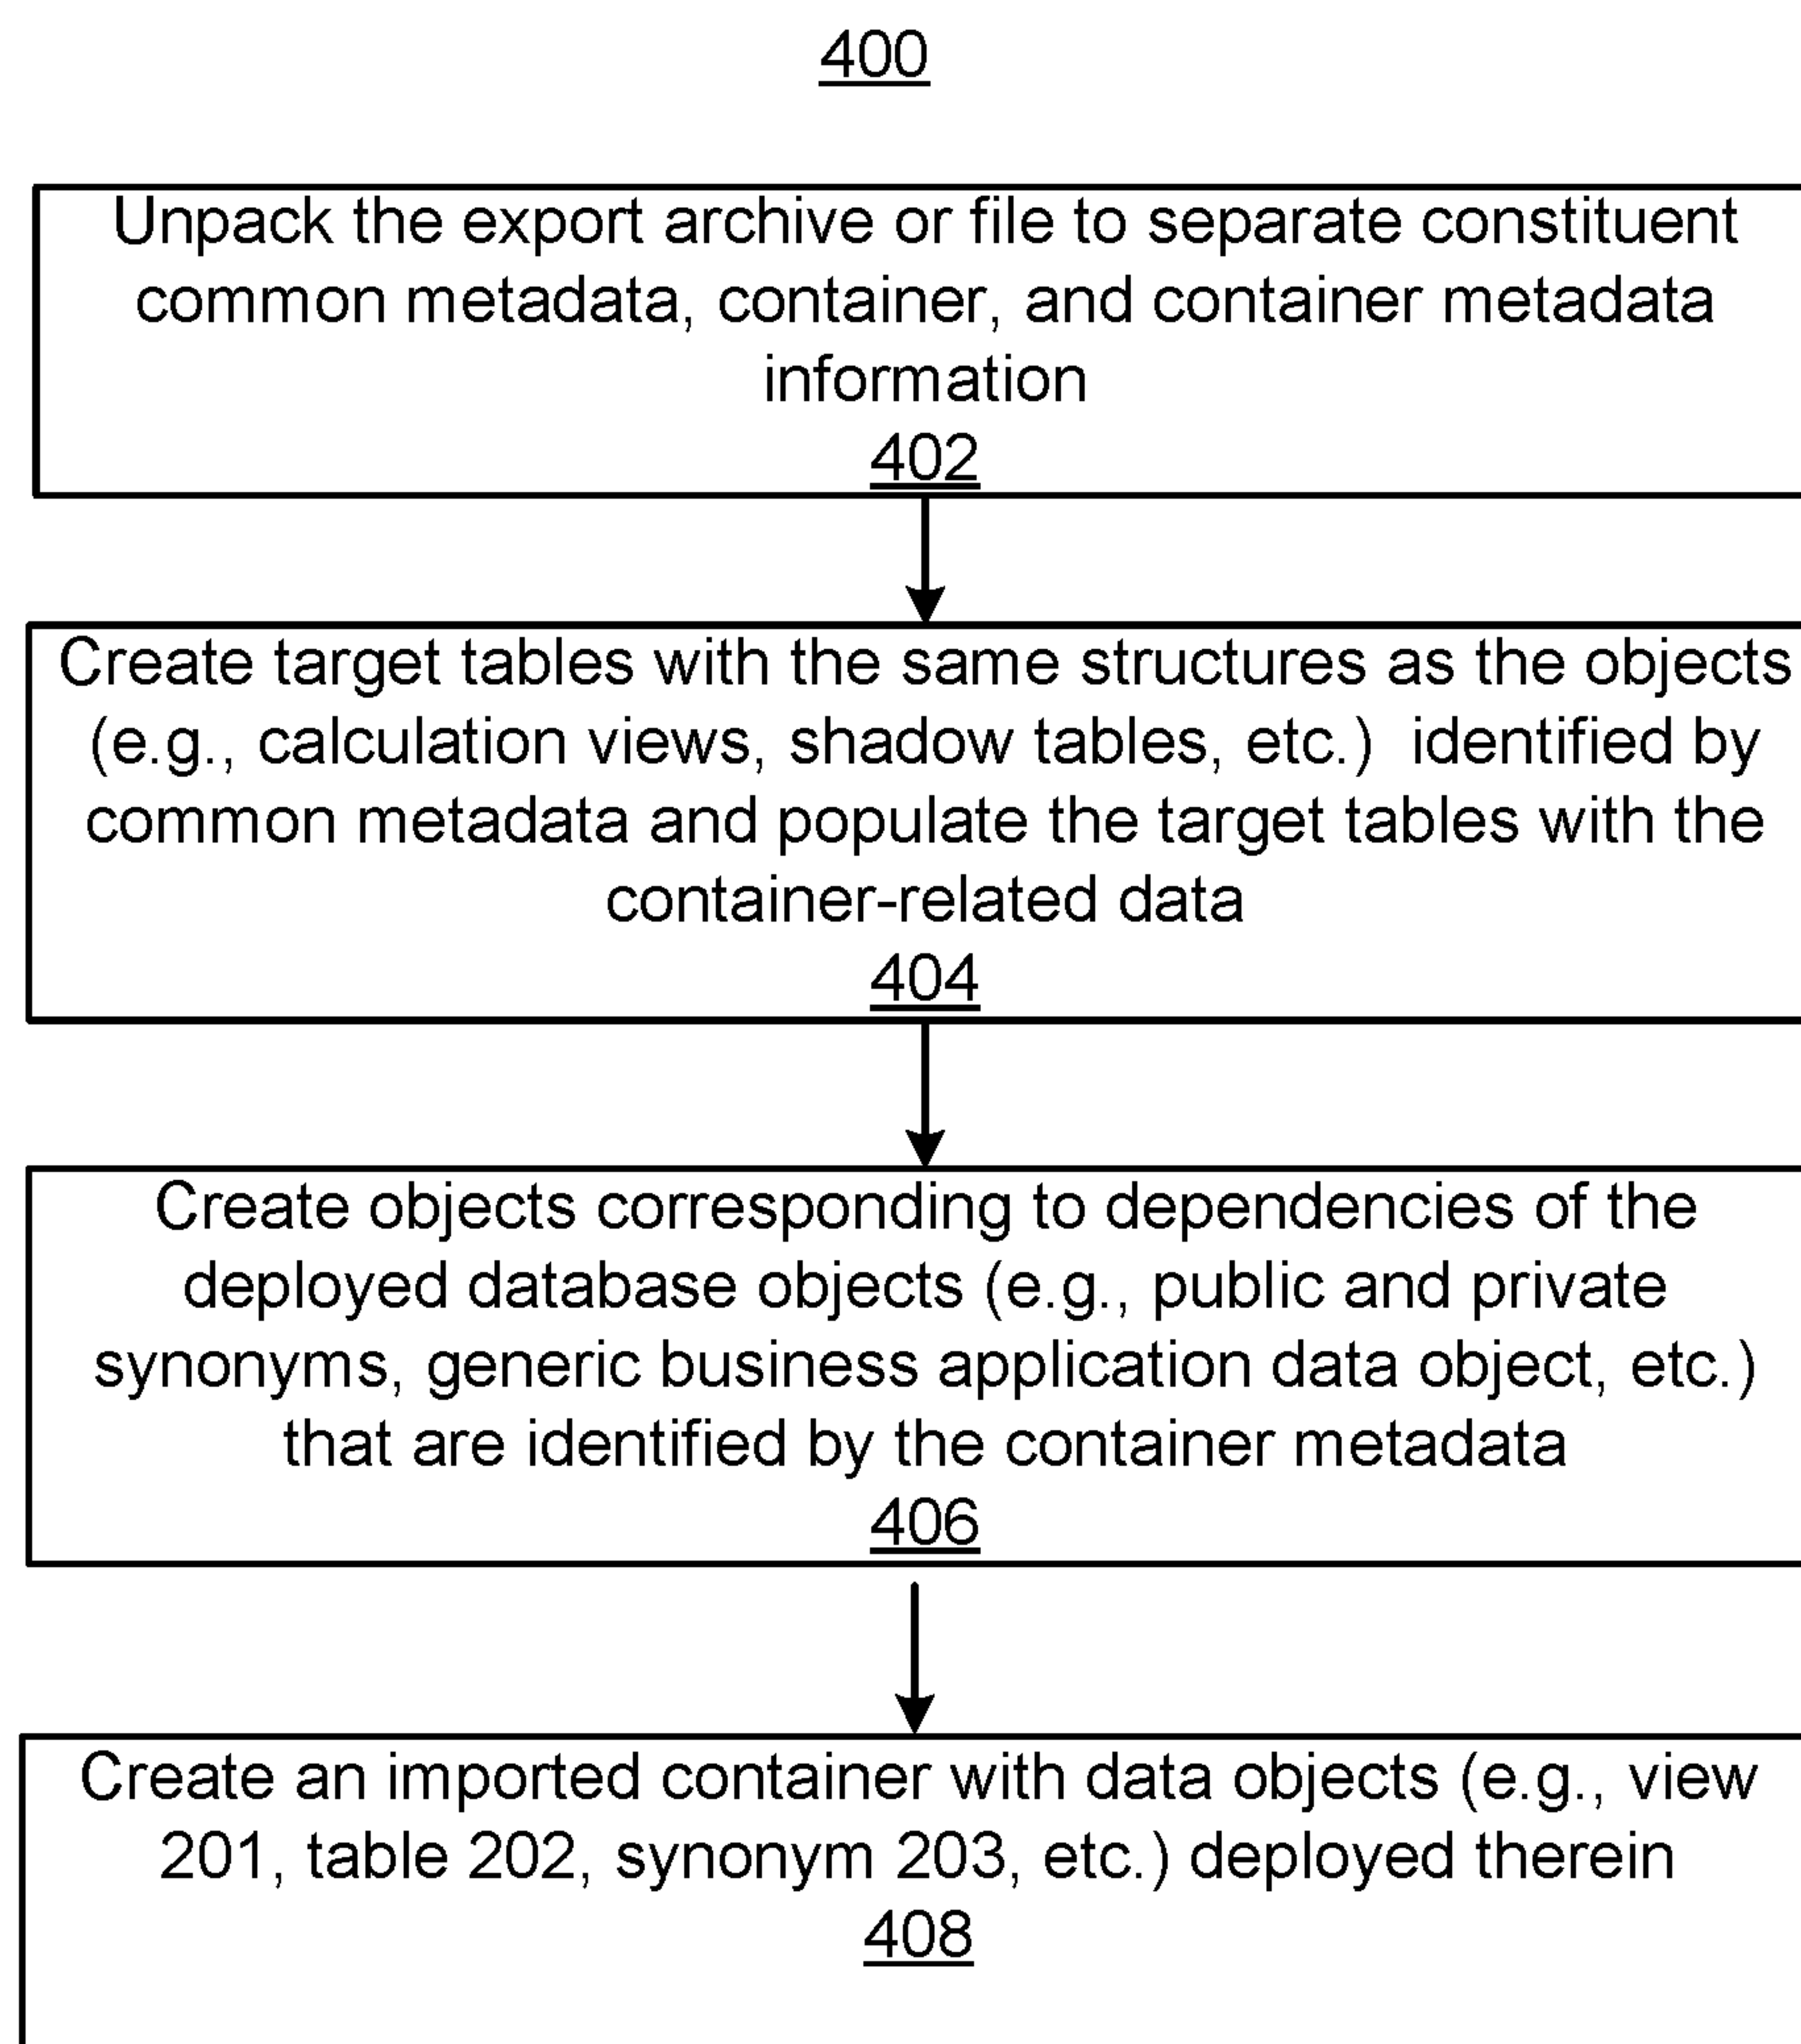 400
Unpack the export archive or file to separate constituent
common metadata, container, and container metadata
information
402
Create target tables with the same structures as the objects
(e.g., calculation views, shadow tables, etc.) identified by
common metadata and populate the target tables with the
container-related data
404
Create objects corresponding to dependencies of the
deployed database objects (e.g., public and private
synonyms, generic business application data object, etc.)
that are identified by the container metadata
406
Create an imported container with data objects (e.g., view
201, table 202, synonym 203, etc.) deployed therein
408